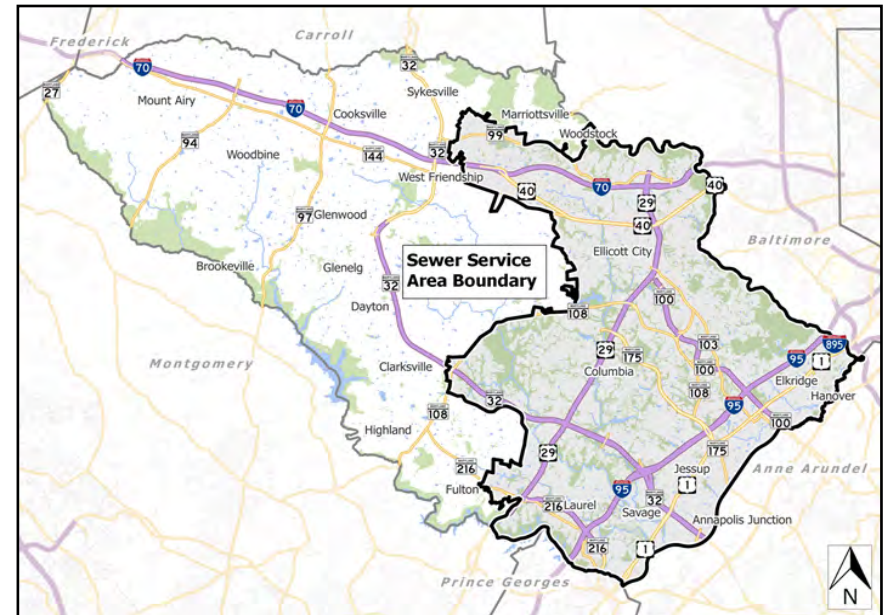 Frederick
Carroll
Mount Airy
Cooksville
Sykesville
Marriottsville
Woodstock
Woodbine
West Friendship
Glenwood
Ellicott City
Baltimore
Sewer Service
Area Boundary
Brookeville
Glenelg
Dayton
Montgomery
Clarksville
Columbia
Elkridge
Hanover
Highland
Fulton
Jessup
Anne Arundel
Laurel
Savage
Annapolis Junction
Prince Georges
N
27
70
70
32
99
94
144
32
40
70
40
29
40
97
32
108
100
29
175
103
95
895
1
100
108
32
95
108
100
29
175
216
95
32
1
216
216
1